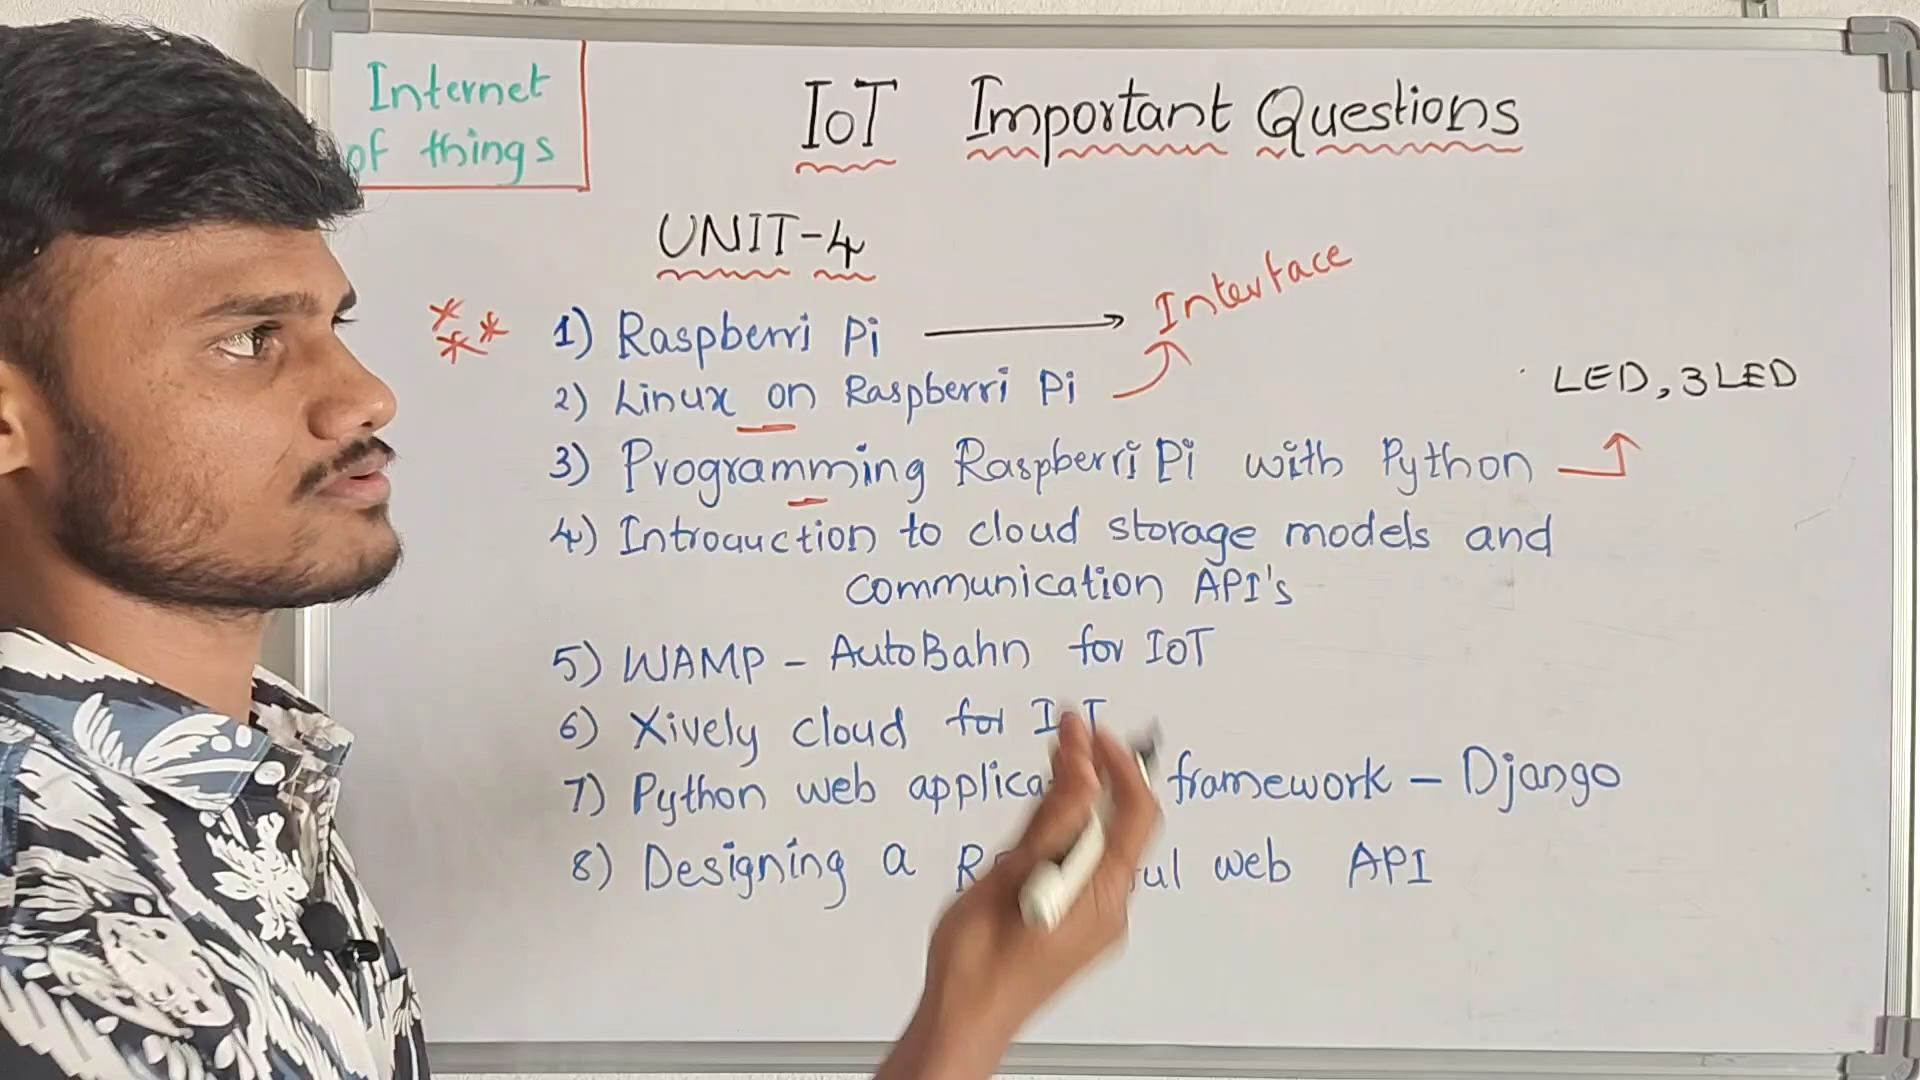 Internet
of things
IoT Important Questions
UNIT-4
1) Raspberri Pi → Interface
2) Linux on Raspberri Pi
LED, 3LED
3) Programming Raspberri Pi with Python
4) Introduction to cloud storage models and
communication API's
5) WAMP - AutoBahn for IoT
6) Xively cloud for IoT
7) Python web framework - Django
8) Designing a web API